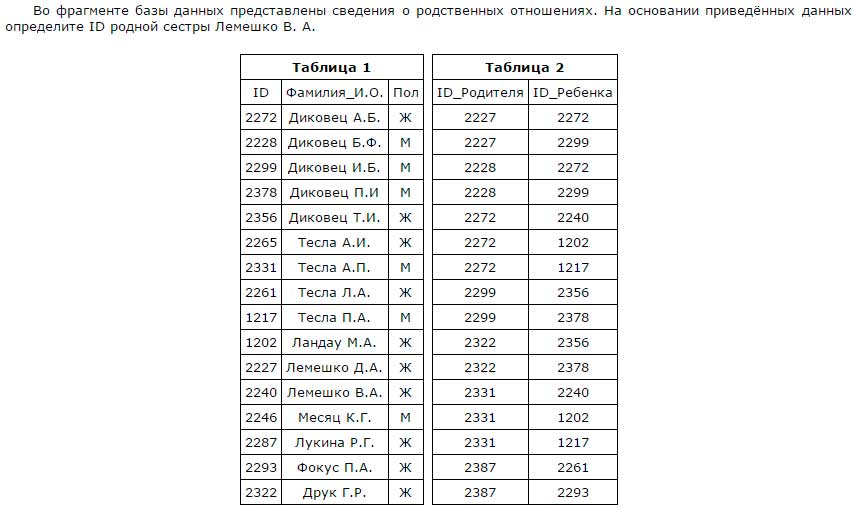 Во фрагменте базы данных представлены сведения о родственных отношениях. На основании приведённых данных
определите ID родной сестры Лемешко В. А.
Таблица 1 Таблица 2
ID Фамилия_И.О. Пол ID_Родителя ID_Ребенка
2272 Диковец А.Б. Ж 2227 2272
2228 Диковец Б.Ф. М 2227 2299
2299 Диковец И.Б. М 2228 2272
2378 Диковец П.И М 2228 2299
2356 Диковец Т.И. Ж 2272 2240
2265 Тесла А.И. Ж 2272 1202
2331 Тесла А.П. М 2272 1217
2261 Тесла Л.А. Ж 2299 2356
1217 Тесла П.А. М 2299 2378
1202 Ландау М.А. Ж 2322 2356
2227 Лемешко Д.А. Ж 2322 2378
2240 Лемешко В.А. Ж 2331 2240
2246 Месяц К.Г. М 2331 1202
2287 Лукина Р.Г. Ж 2331 1217
2293 Фокус П.А. Ж 2387 2261
2322 Друк Г.Р. Ж 2387 2293